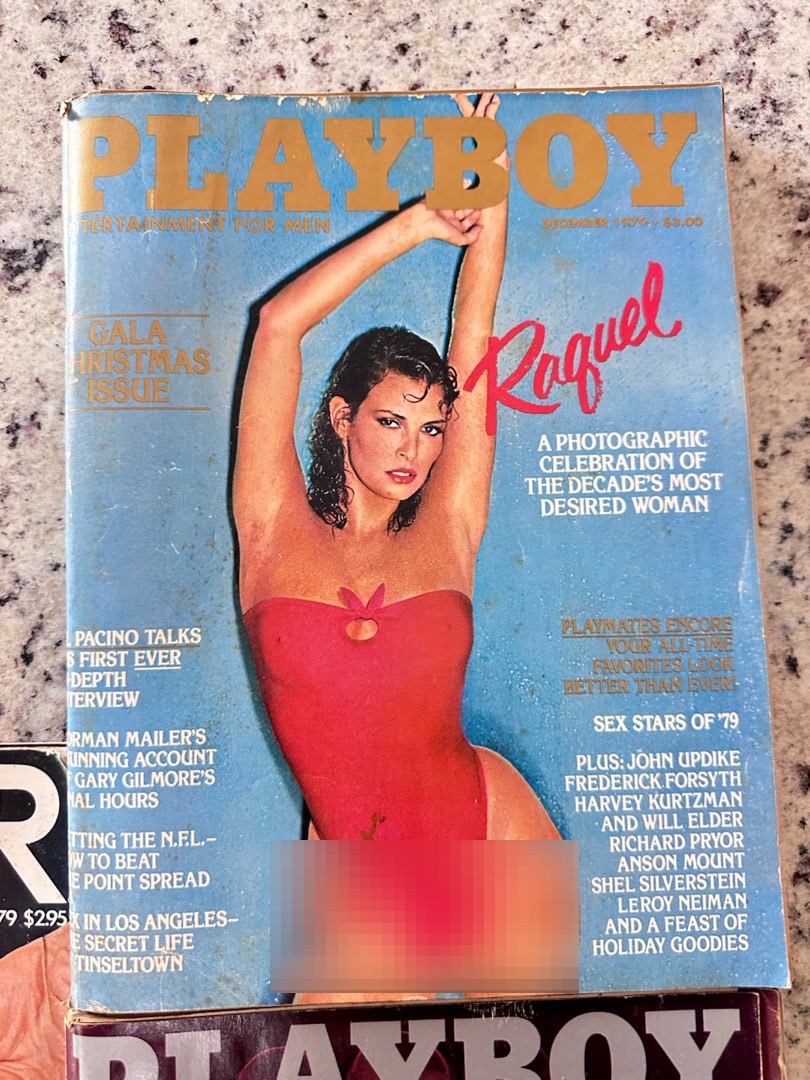 PLAYBOY
TERTAINMENT FOR MEN
DECEMBER 1979 • $3.00
GALA
HRISTMAS
ISSUE
Raquel
A PHOTOGRAPHIC
CELEBRATION OF
THE DECADE'S MOST
DESIRED WOMAN
PACINO TALKS
S FIRST EVER
-DEPTH
TERVIEW
RMAN MAILER'S
UNNING ACCOUNT
F GARY GILMORE'S
NAL HOURS
TTING THE N.F.L.–
OW TO BEAT
E POINT SPREAD
X IN LOS ANGELES–
E SECRET LIFE
TINSELTOWN
PLAYMATES ENCORE
YOUR ALL-TIME
FAVORITES LOOK
BETTER THAN EVER!
SEX STARS OF '79
PLUS: JOHN UPDIKE
FREDERICK FORSYTH
HARVEY KURTZMAN
AND WILL ELDER
RICHARD PRYOR
ANSON MOUNT
SHEL SILVERSTEIN
LEROY NEIMAN
AND A FEAST OF
HOLIDAY GOODIES
R
79 $2.95
PLAYBOY